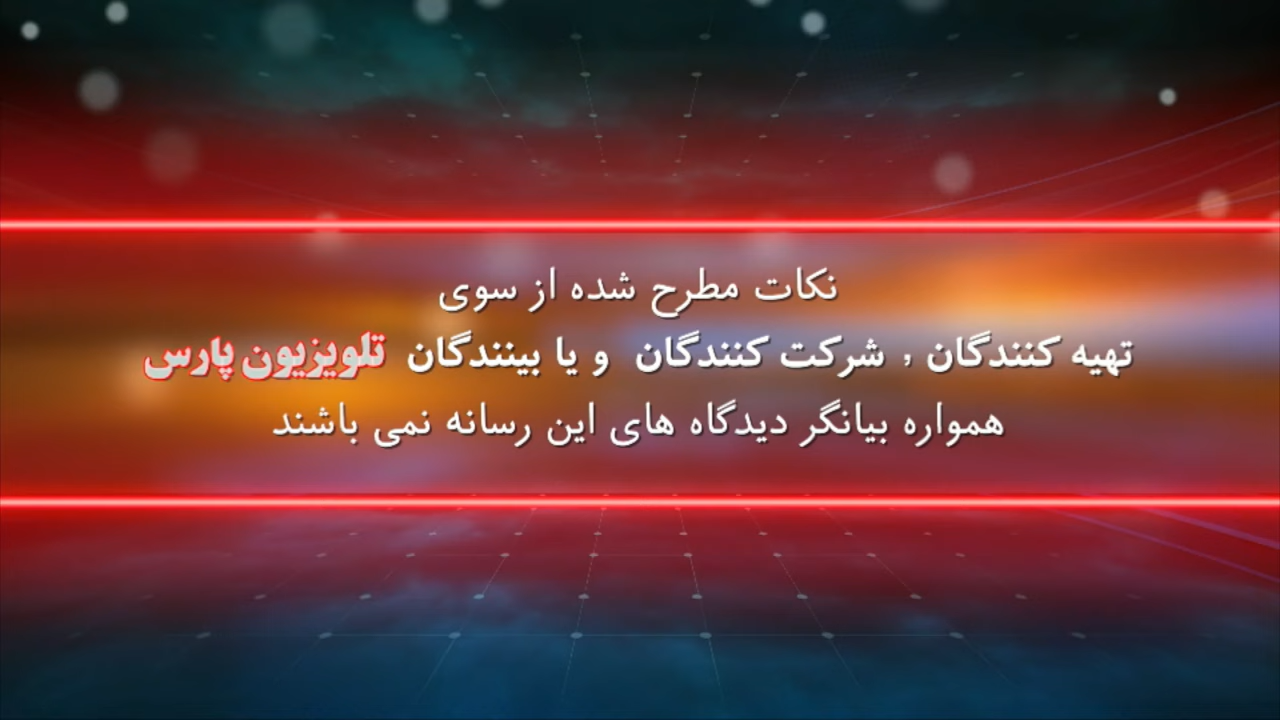 نکات مطرح شده از سوی
تهیه کنندگان , شرکت کنندگان و یا بینندگان تلویزیون پارس
همواره بیانگر دیدگاه های این رسانه نمی باشند